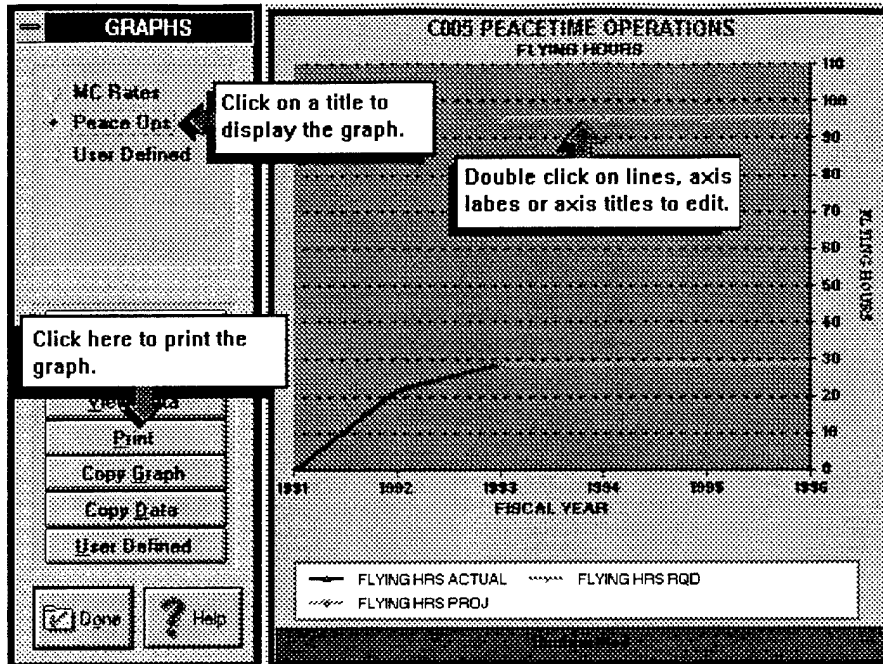 GRAPHS
MC Rates
Peace Ops
User Defined
Click on a title to
display the graph.
Click here to print the
graph.
Print
Copy Graph
Copy Data
User Defined
Done
Help
C005 PEACETIME OPERATIONS
FLYING HOURS
Double click on lines, axis
labes or axis titles to edit.
110
100
90
80
70
60
50
40
30
20
10
0
FLYING HOURS
1991 1992 1993 1994 1995 1996
FISCAL YEAR
FLYING HRS ACTUAL FLYING HRS RQD
FLYING HRS PROJ